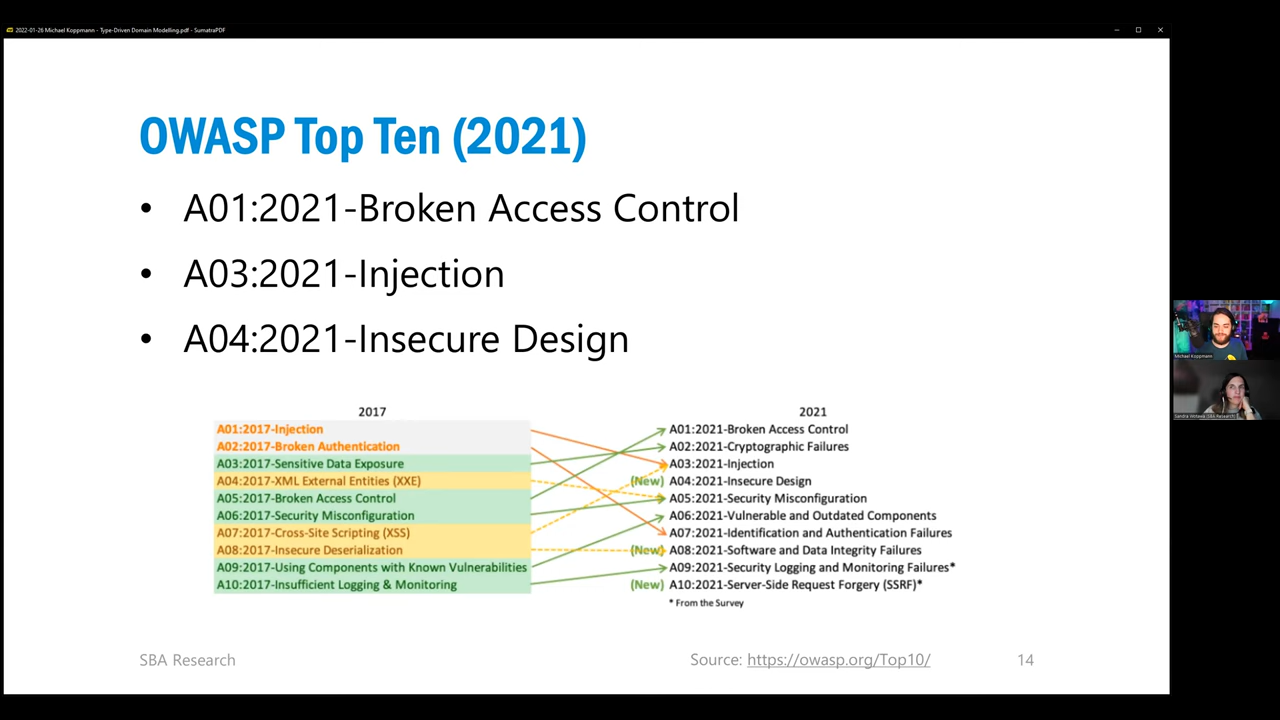 2022-01-26 Michael Koppmann - Type-Driven Domain Modelling.pdf - SumatraPDF
OWASP Top Ten (2021)
• A01:2021-Broken Access Control
• A03:2021-Injection
• A04:2021-Insecure Design
2017
A01:2017-Injection
A02:2017-Broken Authentication
A03:2017-Sensitive Data Exposure
A04:2017-XML External Entities (XXE)
A05:2017-Broken Access Control
A06:2017-Security Misconfiguration
A07:2017-Cross-Site Scripting (XSS)
A08:2017-Insecure Deserialization
A09:2017-Using Components with Known Vulnerabilities
A10:2017-Insufficient Logging & Monitoring
2021
A01:2021-Broken Access Control
A02:2021-Cryptographic Failures
A03:2021-Injection
(New) A04:2021-Insecure Design
A05:2021-Security Misconfiguration
A06:2021-Vulnerable and Outdated Components
A07:2021-Identification and Authentication Failures
(New) A08:2021-Software and Data Integrity Failures
A09:2021-Security Logging and Monitoring Failures*
(New) A10:2021-Server-Side Request Forgery (SSRF)*
* From the Survey
SBA Research
Source: https://owasp.org/Top10/
14
Michael Koppmann
(SBA Research)